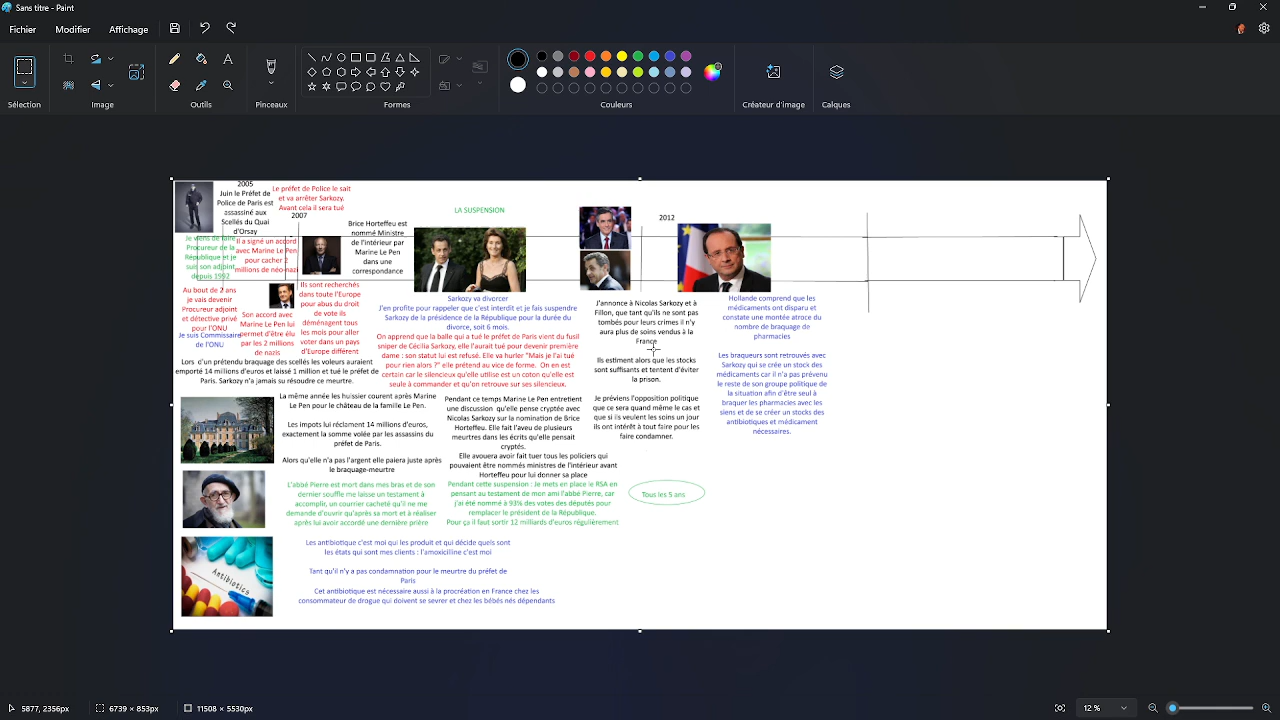 Sans titre - Paint
Fichier
Modifier
Affichage
Sélection
Image
Outils
Pinceaux
Formes
Couleurs
Créateur d'image
Calques
2005
Juin le Préfet de
Police de Paris est
assassiné aux
Scellés du Quai
d'Orsay
Le préfet de Police le sait
et va arrêter Sarkozy.
Avant cela il sera tué
2007
Je viens de faire
Procureur de la
République et je
suis son adjoint
depuis 1992
il a signé un accord
avec Marine Le Pen
pour cacher 2
millions de néo-nazi
Brice Hortefeu est
nommé Ministre
de l'intérieur par
Marine Le Pen
dans une
correspondance
LA SUSPENSION
2012
Au bout de 2 ans
je vais devenir
Procureur adjoint
et détective privé
pour l'ONU
Je suis Commissaire
de l'ONU
Son accord avec
Marine Le Pen lui
permet d'être élu
par les 2 millions
de nazis
Ils sont recherchés
dans toute l'Europe
pour abus du droit
de vote ils
déménagent tous
les mois pour aller
voter dans un pays
d'Europe différent
Lors d'un prétendu braquage des scellés les voleurs auraient
emporté 14 millions d'euros et laissé 1 million et tué le préfet de
Paris. Sarkozy n'a jamais su résoudre ce meurtre.
Sarkozy va divorcer
J'en profite pour rappeler que c'est interdit et je fais suspendre
Sarkozy de la présidence de la République pour la durée du
divorce, soit 6 mois.
On apprend que la balle qui a tué le préfet de Paris vient du fusil
sniper de Cécilia Sarkozy, elle l'aurait tué pour devenir première
dame : son statut lui est refusé. Elle va hurler "Mais je l'ai tué
pour rien alors ?" elle prétend au vice de forme. On en est
certain car le silencieux qu'elle utilise est un coton qu'elle est
seule à commander et qu'on retrouve sur ses silencieux.
J'annonce à Nicolas Sarkozy et à
Fillon, que tant qu'ils ne sont pas
tombés pour leurs crimes il n'y
aura plus de soins vendus à la
France
Ils estiment alors que les stocks
sont suffisants et tentent d'éviter
la prison.
Je préviens l'opposition politique
que ce sera quand même le cas et
que si ils veulent les soins un jour
ils ont intérêt à tout faire pour les
faire condamner.
Hollande comprend que les
médicaments ont disparu et
constate une montée atroce du
nombre de braquage de
pharmacies
Les braqueurs sont retrouvés avec
Sarkozy qui se crée un stock des
médicaments car il n'a pas prévenu
le reste de son groupe politique de
la situation afin d'être seul à
braquer les pharmacies avec les
siens et de se créer un stocks des
antibiotiques et médicament
nécessaires.
La même année les huissier courent après Marine
Le Pen pour le château de la famille Le Pen.
Les impots lui réclament 14 millions d'euros,
exactement la somme volée par les assassins du
préfet de Paris.
Alors qu'elle n'a pas l'argent elle paiera juste après
le braquage-meurtre
Pendant ce temps Marine Le Pen entretient
une discussion qu'elle pense cryptée avec
Nicolas Sarkozy sur la nomination de Brice
Horteffeu. Elle fait l'aveu de plusieurs
meurtres dans les écrits qu'elle pensait
cryptés.
Elle avouera avoir fait tuer tous les policiers qui
pouvaient être nommés ministres de l'intérieur avant
Horteffeu pour lui donner sa place
L'abbé Pierre est mort dans mes bras et de son
dernier souffle me laisse un testament à
accomplir, un courrier cacheté qu'il ne me
demande d'ouvrir qu'après sa mort et à réaliser
après lui avoir accordé une dernière prière
Pendant cette suspension : Je mets en place le RSA en
pensant au testament de mon ami l'abbé Pierre, car
j'ai été nommé à 93% des votes des députés pour
remplacer le président de la République.
Pour ça il faut sortir 12 milliards d'euros régulièrement
Tous les 5 ans
Antibiotics
Les antibiotique c'est moi qui les produit et qui décide quels sont
les états qui sont mes clients : l'amoxicilline c'est moi
Tant qu'il n'y a pas condamnation pour le meurtre du préfet de
Paris
Cet antibiotique est nécessaire aussi à la procréation en France chez les
consommateur de drogue qui doivent se sevrer et chez les bébés nés dépendants
5877, 2356px
6739 × 853px
11508 × 5530px
12.5